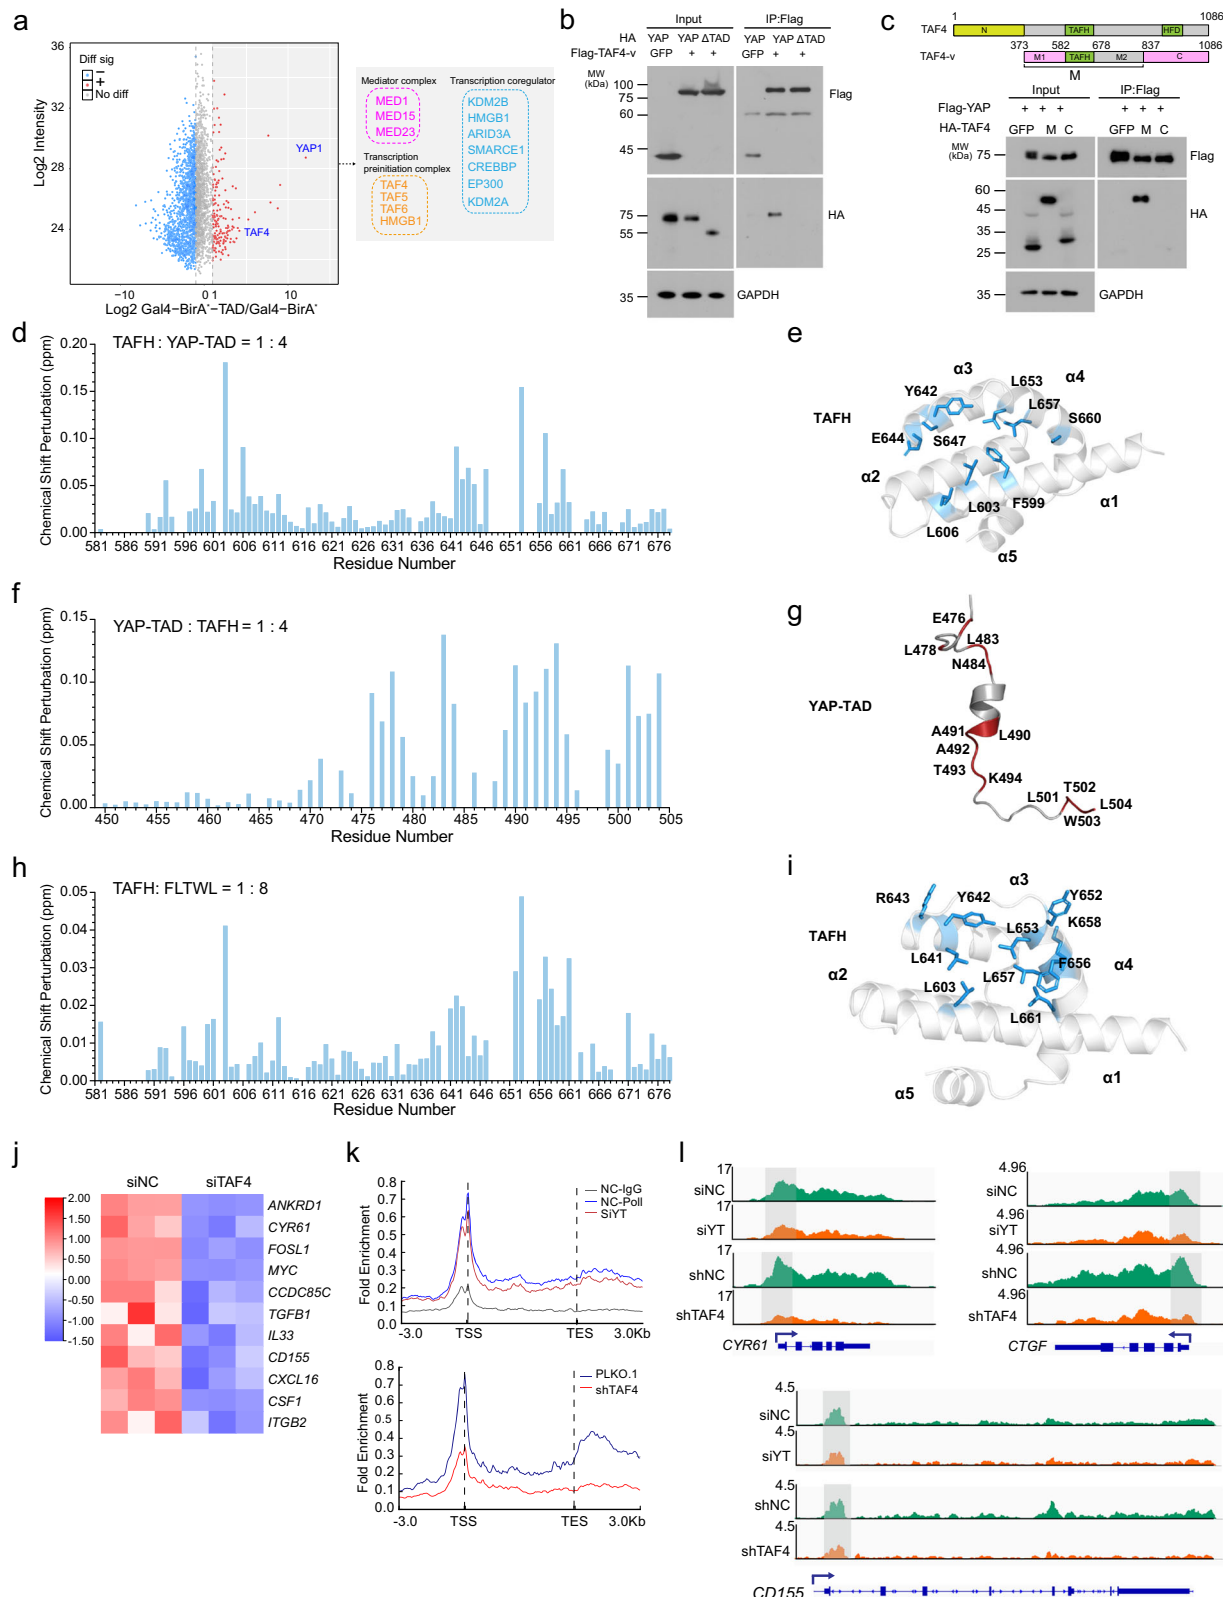 a
36
32
28
24
Log2 Intensity
Diff sig
−
+
No diff
YAP1
TAF4
−10 0 1 10
Log2 Gal4−BirA*−TAD/Gal4−BirA*
Mediator complex
MED1
MED15
MED23
Transcription
preinitiation complex
TAF4
TAF5
TAF6
HMGB1
Transcription coregulator
KDM2B
HMGB1
ARID3A
SMARCE1
CREBBP
EP300
KDM2A
b
Input IP:Flag
HA YAP YAP ΔTAD YAP YAP ΔTAD
Flag-TAF4-v GFP + + GFP + +
MW
(kDa)
100
75
60
45
Flag
75
55
HA
35
GAPDH
c
1 1086
TAF4 N TAFH HFD
373 582 678 837 1086
TAF4-v M1 TAFH M2 C
M
Input IP:Flag
Flag-YAP + + + + + +
HA-TAF4 GFP M C GFP M C
MW
(kDa)
75
Flag
60
45
35
25
HA
35
GAPDH
d
TAFH : YAP-TAD = 1 : 4
Chemical Shift Perturbation (ppm)
0.20
0.15
0.10
0.05
0.00
581 586 591 596 601 606 611 616 621 626 631 636 641 646 651 656 661 666 671 676
Residue Number
e
TAFH
α3
α4
Y642
L653
L657
S660
E644
S647
α2
L603
F599
α1
L606
α5
f
YAP-TAD : TAFH = 1 : 4
Chemical Shift Perturbation (ppm)
0.15
0.10
0.05
0.00
450 455 460 465 470 475 480 485 490 495 500 505
Residue Number
g
YAP-TAD
E476
L483
L478
N484
A491
L490
A492
T493
K494
L501
T502
L504
W503
h
TAFH: FLTWL = 1 : 8
Chemical Shift Perturbation (ppm)
0.05
0.04
0.03
0.02
0.01
0.00
581 586 591 596 601 606 611 616 621 626 631 636 641 646 651 656 661 666 671 676
Residue Number
i
α3
R643
Y642
Y652
TAFH
L653
K658
L641
F656
α2
L657
α4
L603
L661
α1
α5
j
siNC siTAF4
2.00
1.50
1.00
0.50
0.00
-0.50
-1.00
-1.50
ANKRD1
CYR61
FOSL1
MYC
CCDC85C
TGFB1
IL33
CD155
CXCL16
CSF1
ITGB2
k
Fold Enrichment
0.8
0.7
0.6
0.5
0.4
0.3
0.2
0.1
0.0
NC-IgG
NC-PolI
SiYT
-3.0 TSS TES 3.0Kb
Fold Enrichment
0.8
0.7
0.6
0.5
0.4
0.3
0.2
0.1
0.0
PLKO.1
shTAF4
-3.0 TSS TES 3.0Kb
l
17
siNC
17
siYT
17
shNC
17
shTAF4
CYR61
4.96
siNC
4.96
siYT
4.96
shNC
4.96
shTAF4
CTGF
4.5
siNC
4.5
siYT
4.5
shNC
4.5
shTAF4
CD155